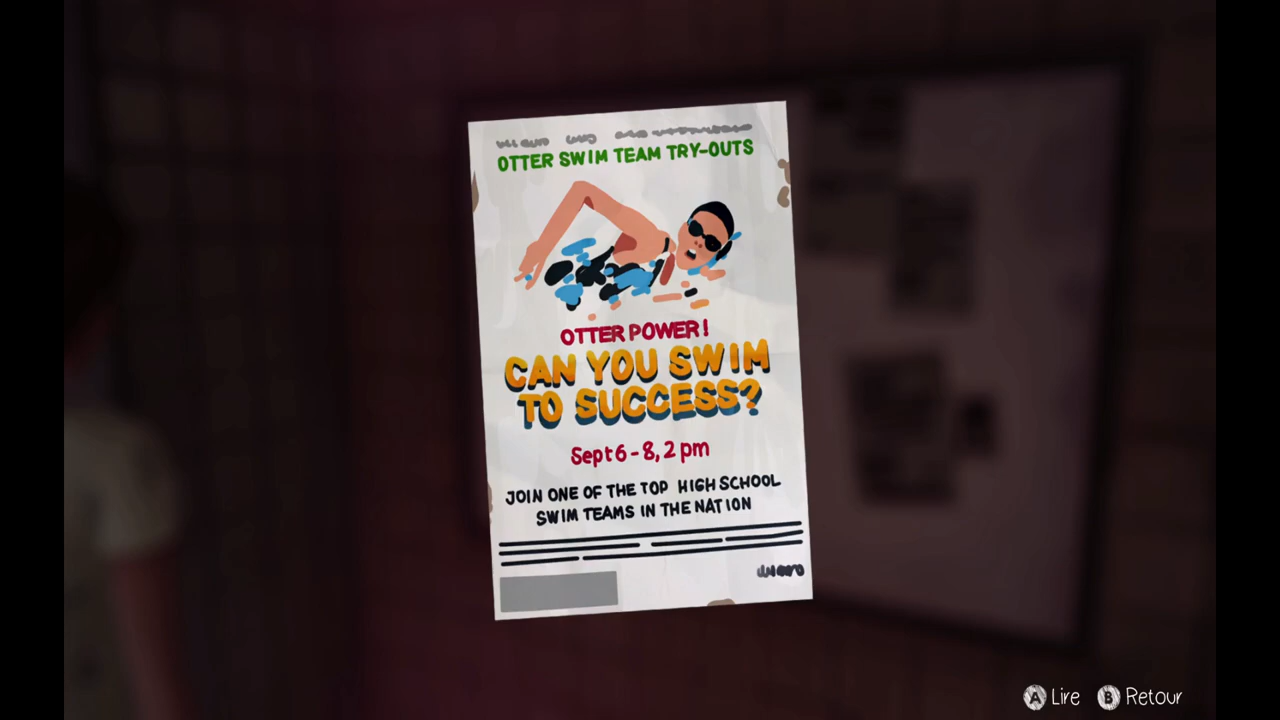 OTTER SWIM TEAM TRY-OUTS
OTTER POWER!
CAN YOU SWIM
TO SUCCESS?
Sept 6 - 8, 2 pm
JOIN ONE OF THE TOP HIGH SCHOOL
SWIM TEAMS IN THE NATION
A Lire B Retour